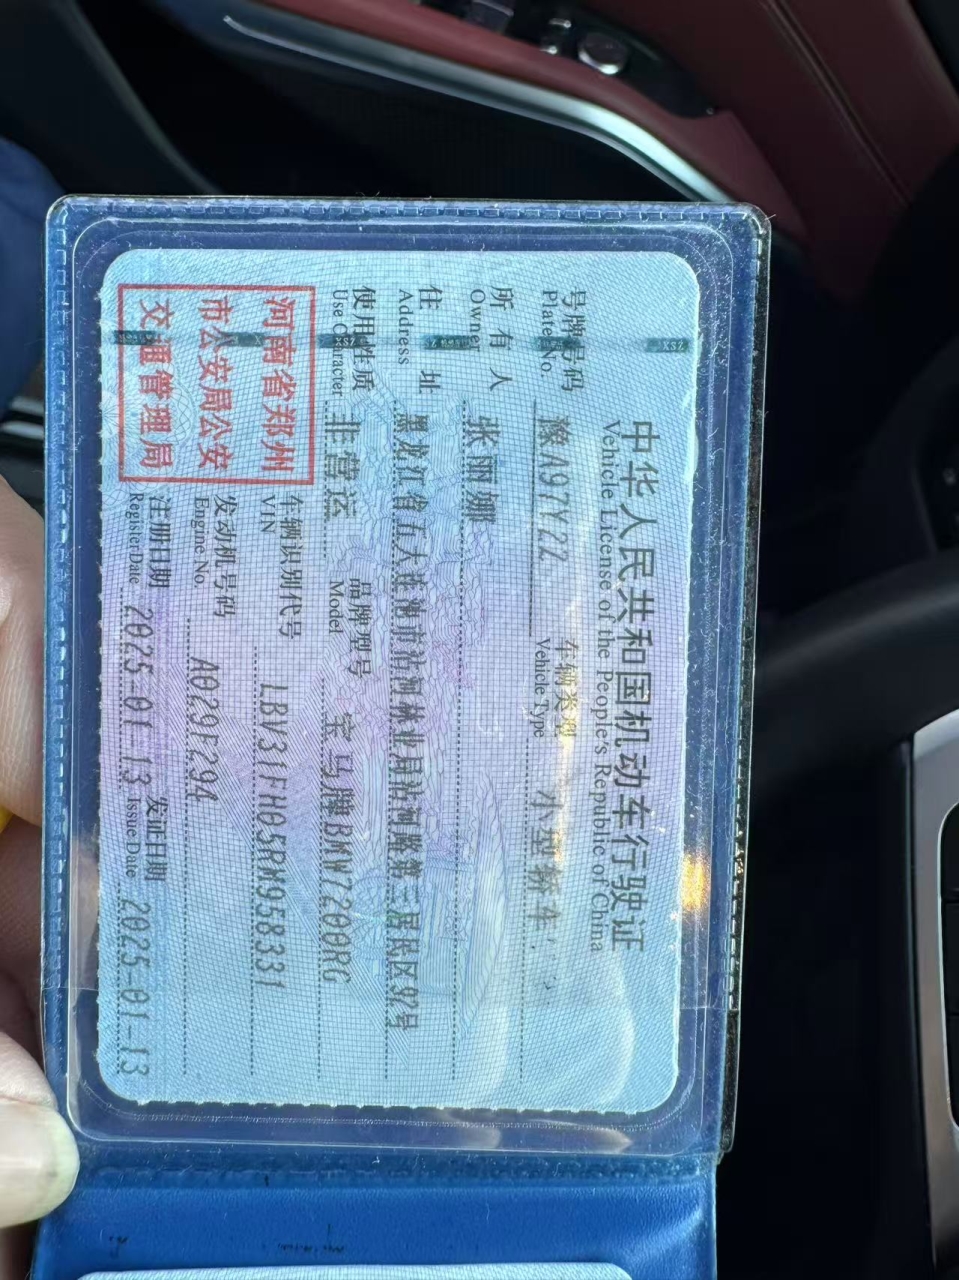 中华人民共和国机动车行驶证
Vehicle License of the People's Republic of China
号牌号码 豫A97Y22 车辆类型 小型轿车
Plate No. Vehicle Type
所有人 张丽娜
Owner
住址 黑龙江省五大连池市沾河林业局沾河路第三居民区97号
Address
使用性质 非营运 品牌型号 宝马牌BMW7200RG
Use Character Model
河南省郑州
市公安局公安
交通管理局
车辆识别代号 LBV31FH05RM958331
VIN
发动机号码 A029F294
Engine No.
注册日期 2025-01-13 发证日期 2025-01-13
Register Date Issue Date
XSZ
XSZ